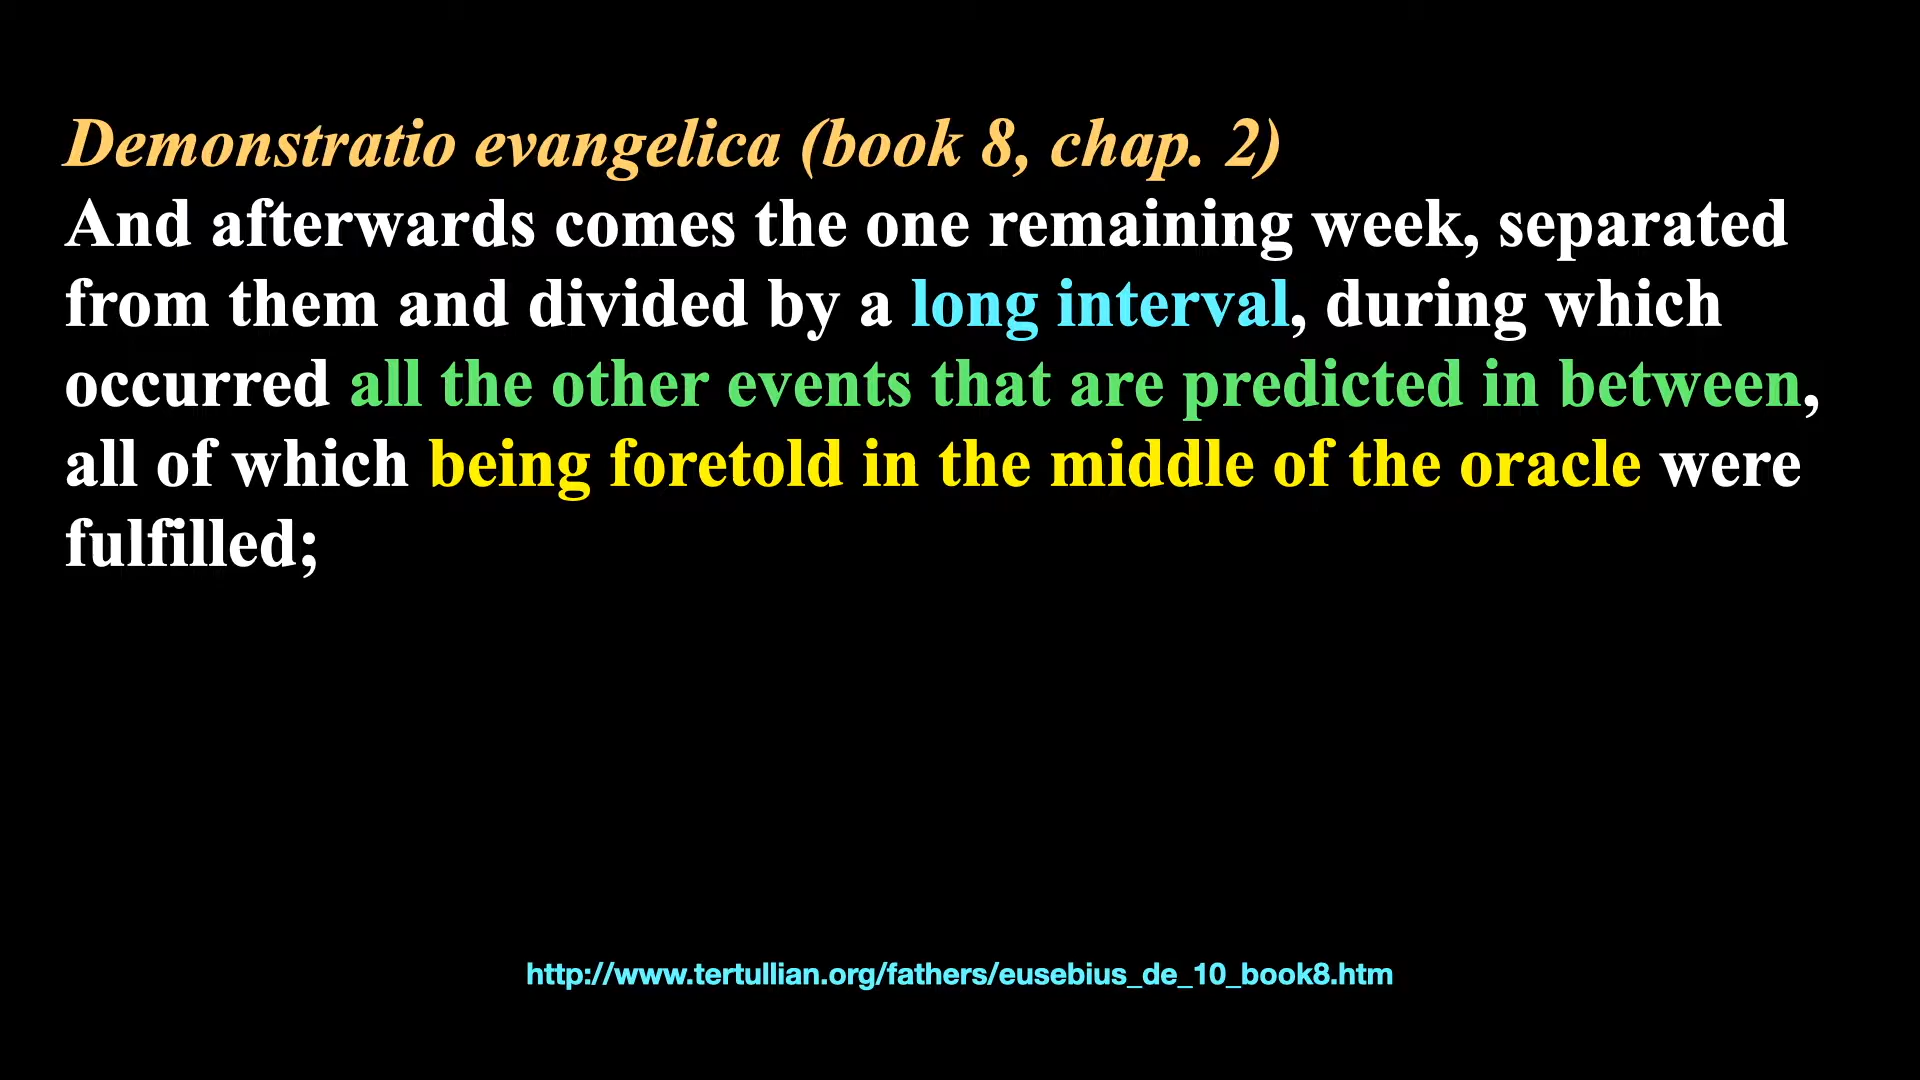 Demonstratio evangelica (book 8, chap. 2)
And afterwards comes the one remaining week, separated
from them and divided by a long interval, during which
occurred all the other events that are predicted in between,
all of which being foretold in the middle of the oracle were
fulfilled;
http://www.tertullian.org/fathers/eusebius_de_10_book8.htm